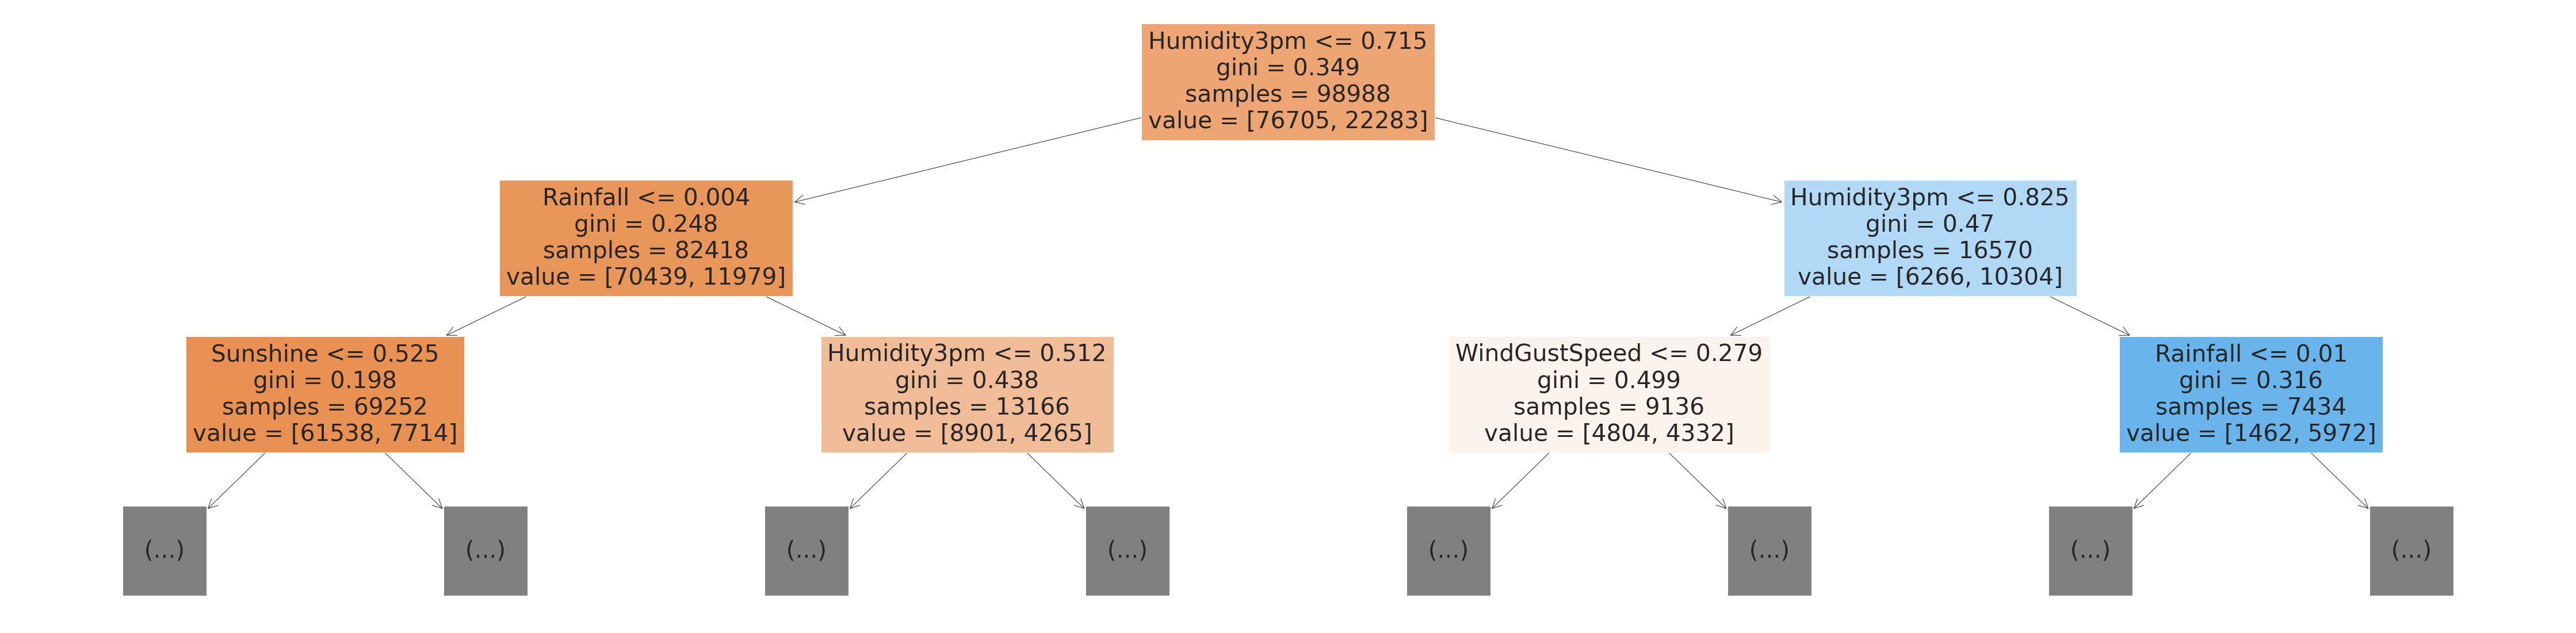 Humidity3pm <= 0.715
gini = 0.349
samples = 98988
value = [76705, 22283]
Rainfall <= 0.004
gini = 0.248
samples = 82418
value = [70439, 11979]
Humidity3pm <= 0.825
gini = 0.47
samples = 16570
value = [6266, 10304]
Sunshine <= 0.525
gini = 0.198
samples = 69252
value = [61538, 7714]
Humidity3pm <= 0.512
gini = 0.438
samples = 13166
value = [8901, 4265]
WindGustSpeed <= 0.279
gini = 0.499
samples = 9136
value = [4804, 4332]
Rainfall <= 0.01
gini = 0.316
samples = 7434
value = [1462, 5972]
(...)
(...)
(...)
(...)
(...)
(...)
(...)
(...)